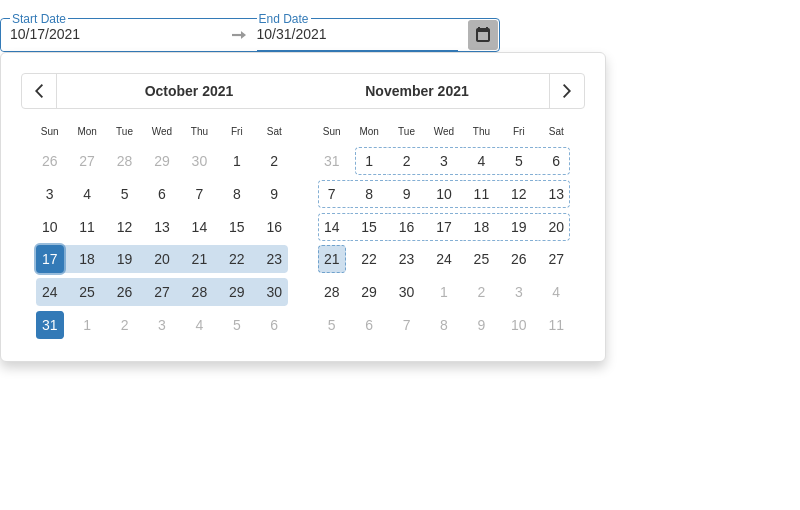 Start Date End Date
10/17/2021 10/31/2021
October 2021 November 2021
Sun Mon Tue Wed Thu Fri Sat Sun Mon Tue Wed Thu Fri Sat
26 27 28 29 30 1 2 31 1 2 3 4 5 6
3 4 5 6 7 8 9 7 8 9 10 11 12 13
10 11 12 13 14 15 16 14 15 16 17 18 19 20
17 18 19 20 21 22 23 21 22 23 24 25 26 27
24 25 26 27 28 29 30 28 29 30 1 2 3 4
31 1 2 3 4 5 6 5 6 7 8 9 10 11